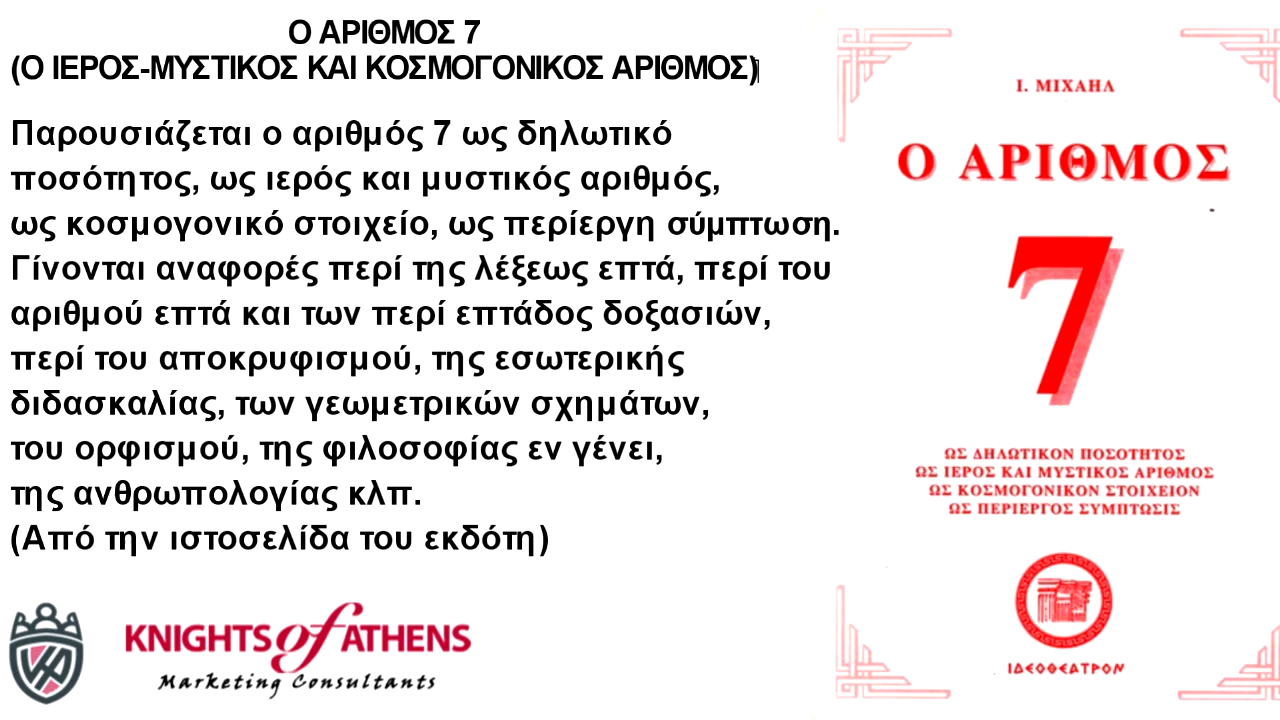 Ο ΑΡΙΘΜΟΣ 7
(Ο ΙΕΡΟΣ-ΜΥΣΤΙΚΟΣ ΚΑΙ ΚΟΣΜΟΓΟΝΙΚΟΣ ΑΡΙΘΜΟΣ)
Παρουσιάζεται ο αριθμός 7 ως δηλωτικό
ποσότητος, ως ιερός και μυστικός αριθμός,
ως κοσμογονικό στοιχείο, ως περίεργη σύμπτωση.
Γίνονται αναφορές περί της λέξεως επτά, περί του
αριθμού επτά και των περί επτάδος δοξασιών,
περί του αποκρυφισμού, της εσωτερικής
διδασκαλίας, των γεωμετρικών σχημάτων,
του ορφισμού, της φιλοσοφίας εν γένει,
της ανθρωπολογίας κλπ.
(Από την ιστοσελίδα του εκδότη)
KNIGHTS of ATHENS
Marketing Consultants
Ι. ΜΙΧΑΗΛ
Ο ΑΡΙΘΜΟΣ
7
ΩΣ ΔΗΛΩΤΙΚΟΝ ΠΟΣΟΤΗΤΟΣ
ΩΣ ΙΕΡΟΣ ΚΑΙ ΜΥΣΤΙΚΟΣ ΑΡΙΘΜΟΣ
ΩΣ ΚΟΣΜΟΓΟΝΙΚΟΝ ΣΤΟΙΧΕΙΟΝ
ΩΣ ΠΕΡΙΕΡΓΟΣ ΣΥΜΠΤΩΣΙΣ
ΙΔΕΟΘΕΑΤΡΟΝ